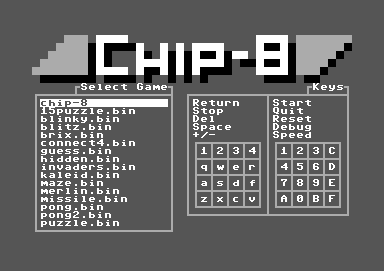 CHIP-8
Select Game
Keys
chip-8
15puzzle.bin
blinky.bin
blitz.bin
brix.bin
connect4.bin
guess.bin
hidden.bin
invaders.bin
kaleid.bin
maze.bin
merlin.bin
missile.bin
pong.bin
pong2.bin
puzzle.bin
Return Start
Stop Quit
Del Reset
Space Debug
+/- Speed
1 2 3 4 1 2 3 C
q w e r 4 5 6 D
a s d f 7 8 9 E
z x c v A 0 B F